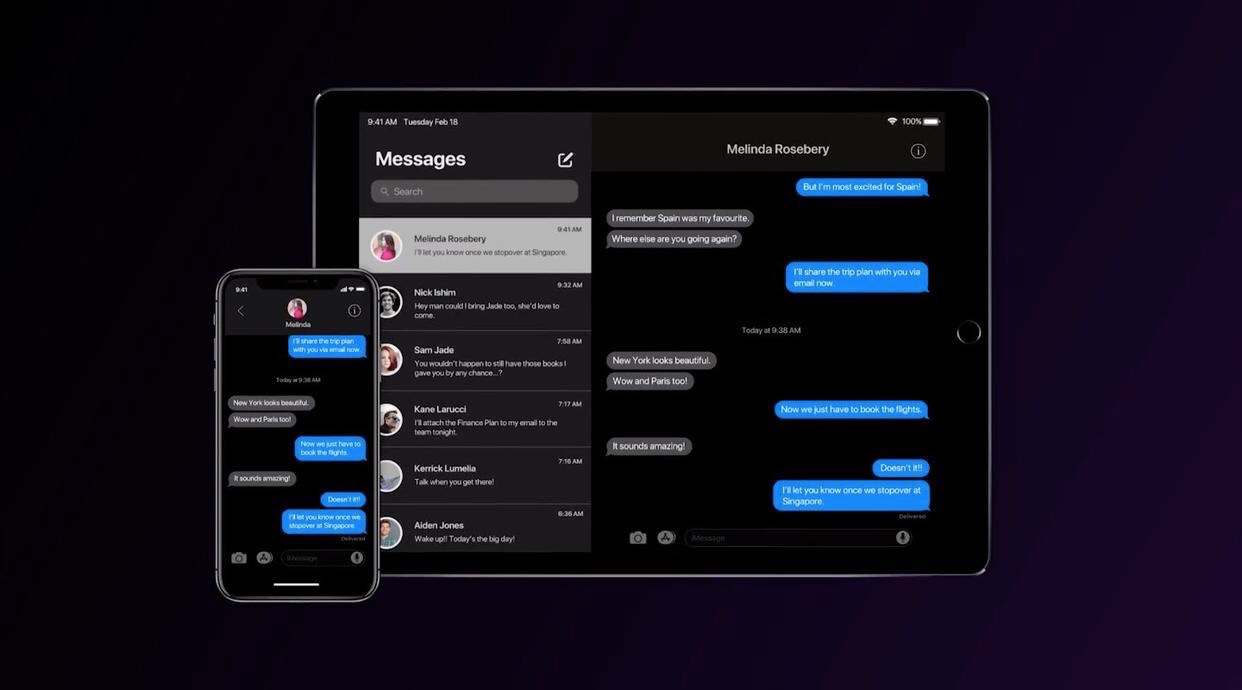 9:41 AM Tuesday Feb 18
100%
Messages
Search
Melinda Rosebery
9:41 AM
I'll let you know once we stopover at Singapore.
Nick Ishim
9:32 AM
Hey man could I bring Jade too, she'd love to
come.
Sam Jade
7:58 AM
You wouldn't happen to still have those books I
gave you by any chance...?
Kane Larucci
7:17 AM
I'll attach the Finance Plan to my email to the
team tonight.
Kerrick Lumelia
7:16 AM
Talk when you get there!
Aiden Jones
6:36 AM
Wake up!! Today's the big day!
Melinda Rosebery
But I'm most excited for Spain!
I remember Spain was my favourite.
Where else are you going again?
I'll share the trip plan with you via
email now.
Today at 9:38 AM
New York looks beautiful.
Wow and Paris too!
Now we just have to book the flights.
It sounds amazing!
Doesn't it!!
I'll let you know once we stopover at
Singapore.
Delivered
iMessage
9:41
Melinda
I'll share the trip plan
with you via email now.
Today at 9:38 AM
New York looks beautiful.
Wow and Paris too!
Now we just have to
book the flights.
It sounds amazing!
Doesn't it!!
I'll let you know once we
stopover at Singapore.
Delivered
iMessage